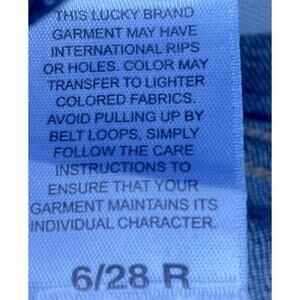 THIS LUCKY BRAND
GARMENT MAY HAVE
INTERNATIONAL RIPS
OR HOLES. COLOR MAY
TRANSFER TO LIGHTER
COLORED FABRICS.
AVOID PULLING UP BY
BELT LOOPS, SIMPLY
FOLLOW THE CARE
INSTRUCTIONS TO
ENSURE THAT YOUR
GARMENT MAINTAINS ITS
INDIVIDUAL CHARACTER.
6/28 R